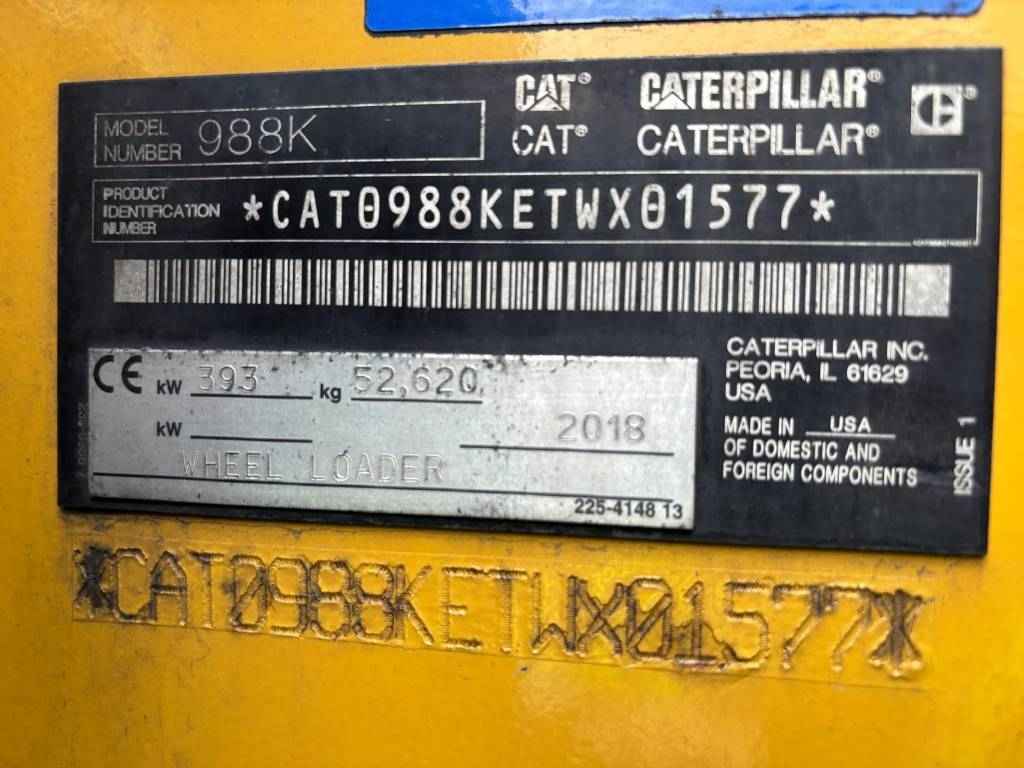 CAT® CATERPILLAR®
CAT® CATERPILLAR®
MODEL NUMBER 988K
PRODUCT IDENTIFICATION NUMBER *CAT0988KETWX01577*
CE kW 393 kg 52,620
kW 2018
WHEEL LOADER
225-4148 13
CATERPILLAR INC.
PEORIA, IL 61629
USA
MADE IN USA
OF DOMESTIC AND
FOREIGN COMPONENTS
ISSUE 1
*CAT0988KETWX01577*